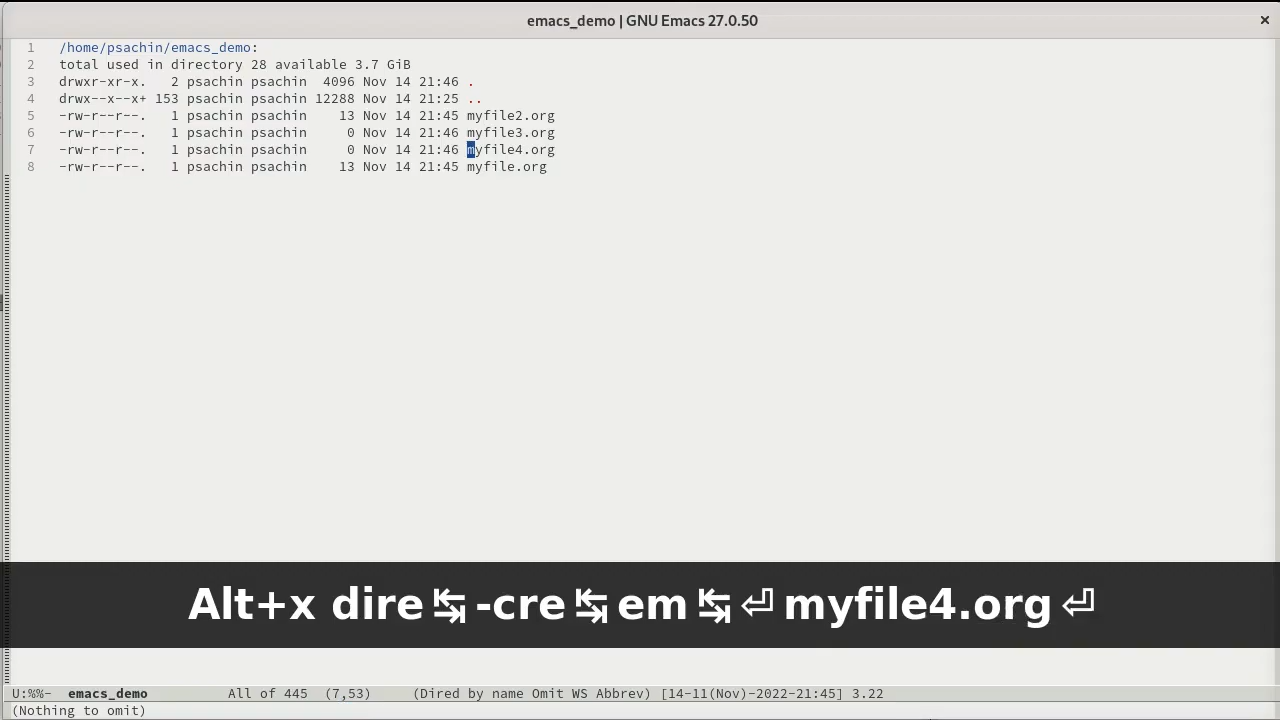 emacs_demo | GNU Emacs 27.0.50 ×
1 /home/psachin/emacs_demo:
2 total used in directory 28 available 3.7 GiB
3 drwxr-xr-x.   2 psachin psachin  4096 Nov 14 21:46 .
4 drwx--x--x+ 153 psachin psachin 12288 Nov 14 21:25 ..
5 -rw-r--r--.   1 psachin psachin    13 Nov 14 21:45 myfile2.org
6 -rw-r--r--.   1 psachin psachin     0 Nov 14 21:46 myfile3.org
7 -rw-r--r--.   1 psachin psachin     0 Nov 14 21:46 myfile4.org
8 -rw-r--r--.   1 psachin psachin    13 Nov 14 21:45 myfile.org
Alt+x dire ↹ -cre ↹ em ↹ ⏎ myfile4.org ⏎
U:%%-  emacs_demo          All of 445  (7,53)     (Dired by name Omit WS Abbrev) [14-11(Nov)-2022-21:45] 3.22
(Nothing to omit)